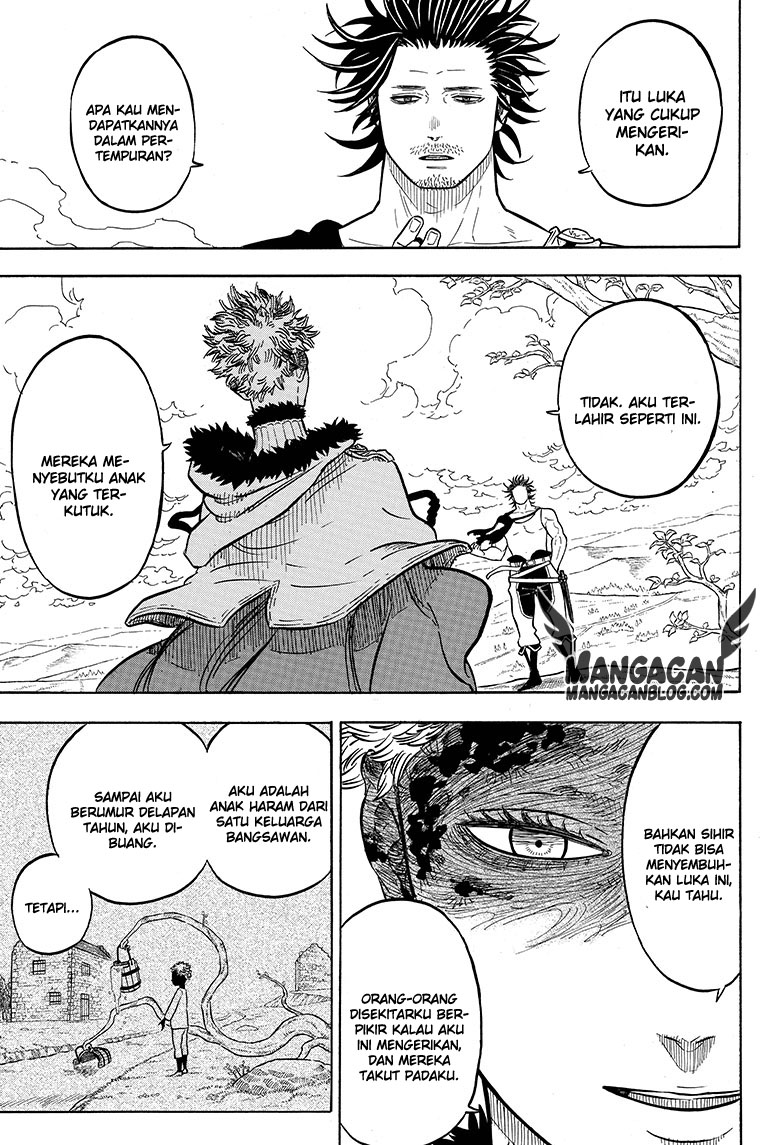 ITU LUKA
YANG CUKUP
MENGERI-
KAN.
APA KAU MEN-
DAPATKANNYA
DALAM PER-
TEMPURAN?
TIDAK. AKU TER-
LAHIR SEPERTI INI.
MEREKA ME-
NYEBUTKU ANAK
YANG TER-
KUTUK.
MANGACAN
MANGACANBLOG.COM
BAHKAN SIHIR
TIDAK BISA
MENYEMBUH-
KAN LUKA INI,
KAU TAHU.
ORANG-ORANG
DISEKITARKU BER-
PIKIR KALAU AKU
INI MENGERIKAN,
DAN MEREKA
TAKUT PADAKU.
AKU ADALAH
ANAK HARAM DARI
SATU KELUARGA
BANGSAWAN.
SAMPAI AKU
BERUMUR DELAPAN
TAHUN, AKU DI-
BUANG.
TETAPI...